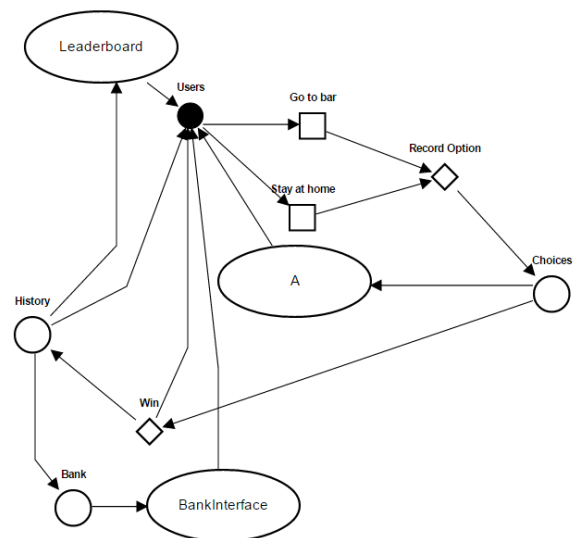 Leaderboard
Users
Go to bar
Record Option
Stay at home
Choices
A
History
Win
Bank
BankInterface